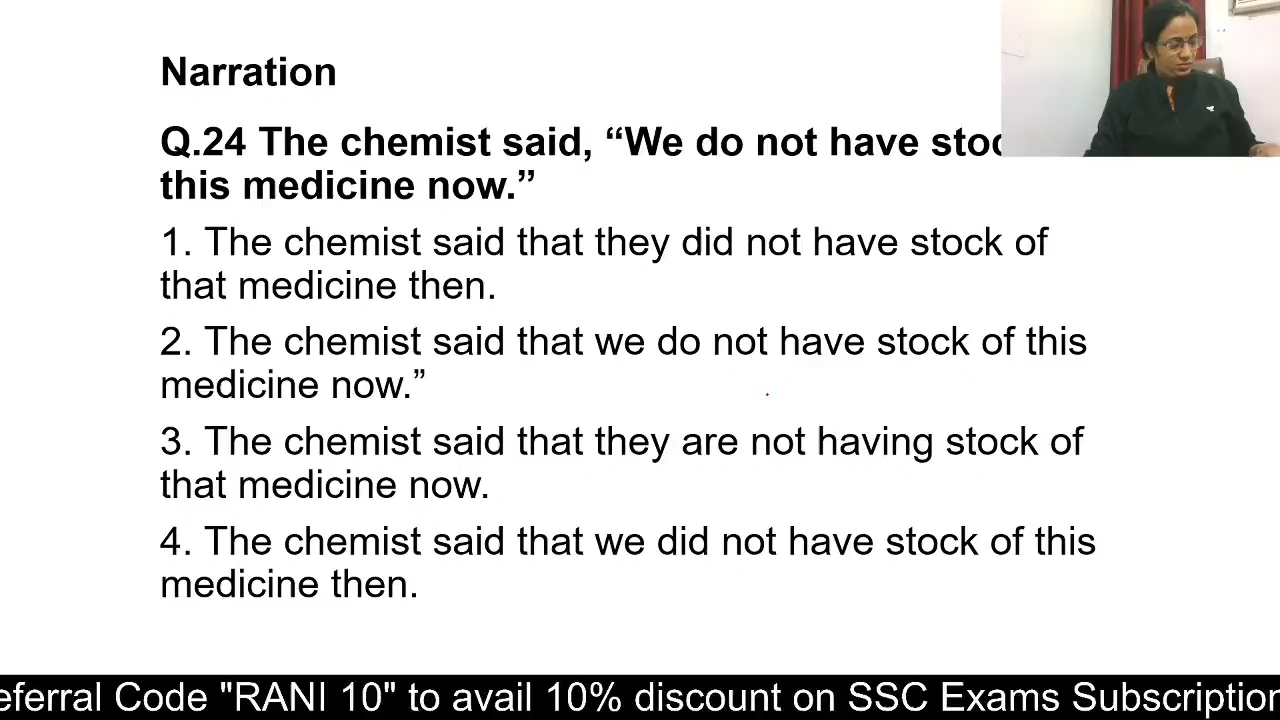 Narration
Q.24 The chemist said, “We do not have
this medicine now.”
1. The chemist said that they did not have stock of
that medicine then.
2. The chemist said that we do not have stock of this
medicine now.”
3. The chemist said that they are not having stock of
that medicine now.
4. The chemist said that we did not have stock of this
medicine then.
eferral Code "RANI 10" to avail 10% discount on SSC Exams Subscription